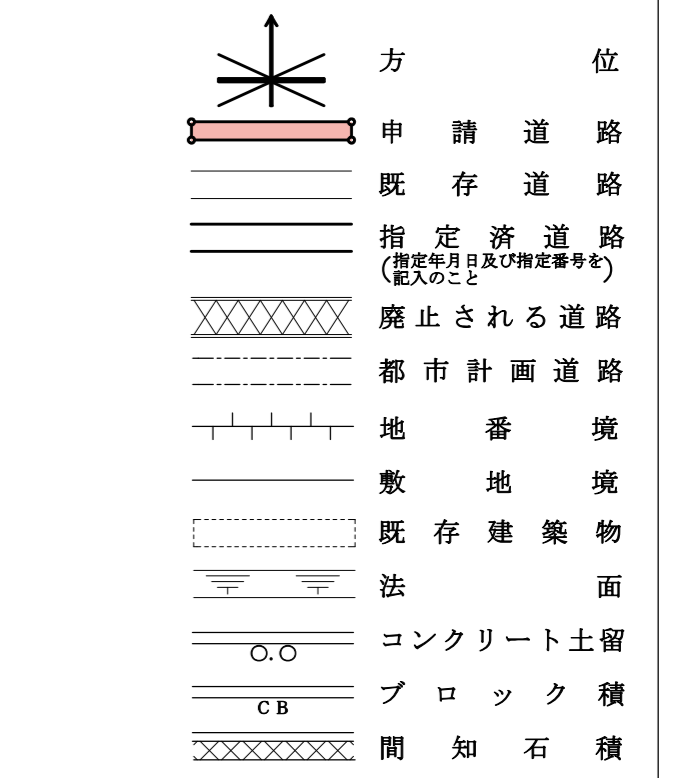 方位
申請道路
既存道路
指定済道路
(指定年月日及び指定番号を
記入のこと)
廃止される道路
都市計画道路
地番境
敷地境
既存建築物
法面
コンクリート土留
○.○
ブロック積
CB
間知石積